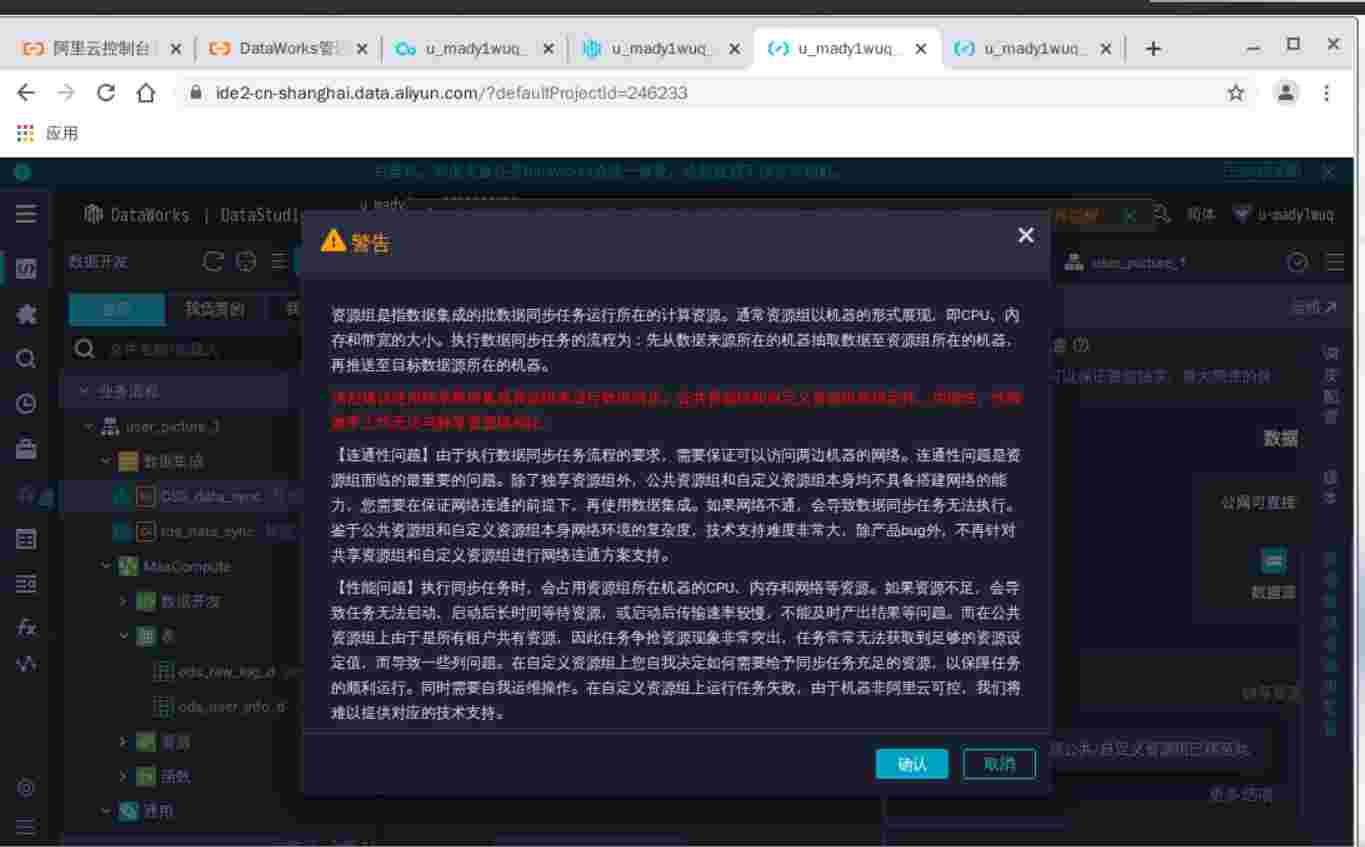 阿里云控制台
DataWorks管
u_mady1wuq_
u_mady1wuq_
u_mady1wuq_
u_mady1wuq_
ide2-cn-shanghai.data.aliyun.com/?defaultProjectId=246233
应用
DataWorks | DataStudi
u_mady
简体
u-mady1wuq
警告
数据开发
user_picture_1
我负责的
资源组是指数据集成的批数据同步任务运行所在的计算资源。通常资源组以机器的形式展现，即CPU、内
存和带宽的大小。执行数据同步任务的流程为：先从数据来源所在的机器抽取数据至资源组所在的机器，
再推送至目标数据源所在的机器。
业务流程
【连通性问题】由于执行数据同步任务流程的要求，需要保证可以访问两边机器的网络。连通性问题是资
源组面临的最重要的问题。除了独享资源组外，公共资源组和自定义资源组本身均不具备搭建网络的能
力，您需要在保证网络连通的前提下，再使用数据集成。如果网络不通，会导致数据同步任务无法执行。
鉴于公共资源组和自定义资源组本身网络环境的复杂度，技术支持难度非常大，除产品bug外，不再针对
共享资源组和自定义资源组进行网络连通方案支持。
【性能问题】执行同步任务时，会占用资源组所在机器的CPU、内存和网络等资源。如果资源不足，会导
致任务无法启动、启动后长时间等待资源，或启动后传输速率较慢，不能及时产出结果等问题。而在公共
资源组上由于是所有租户共有资源，因此任务争抢资源现象非常突出，任务常常无法获取到足够的资源设
定值，而导致一些列问题。在自定义资源组上您自我决定如何需要给予同步任务充足的资源，以保障任务
的顺利运行。同时需要自我运维操作。在自定义资源组上运行任务失败，由于机器非阿里云可控，我们将
难以提供对应的技术支持。
user_picture_1
数据集成
OSS_data_sync
rds_data_sync
MaxCompute
数据开发
表
ods_raw_log_d
ods_user_info_d
资源
函数
通用
数据
公网可直接
数据源
确认
取消
更多选项